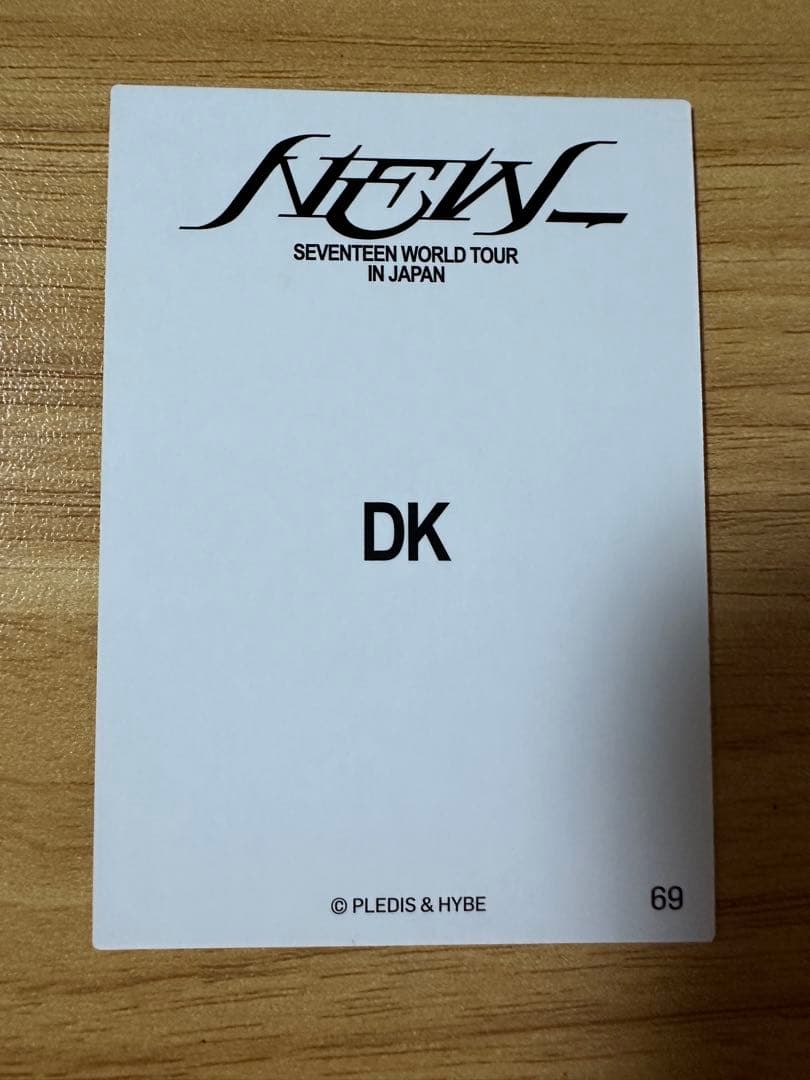 NEW_
SEVENTEEN WORLD TOUR
IN JAPAN
DK
© PLEDIS & HYBE
69